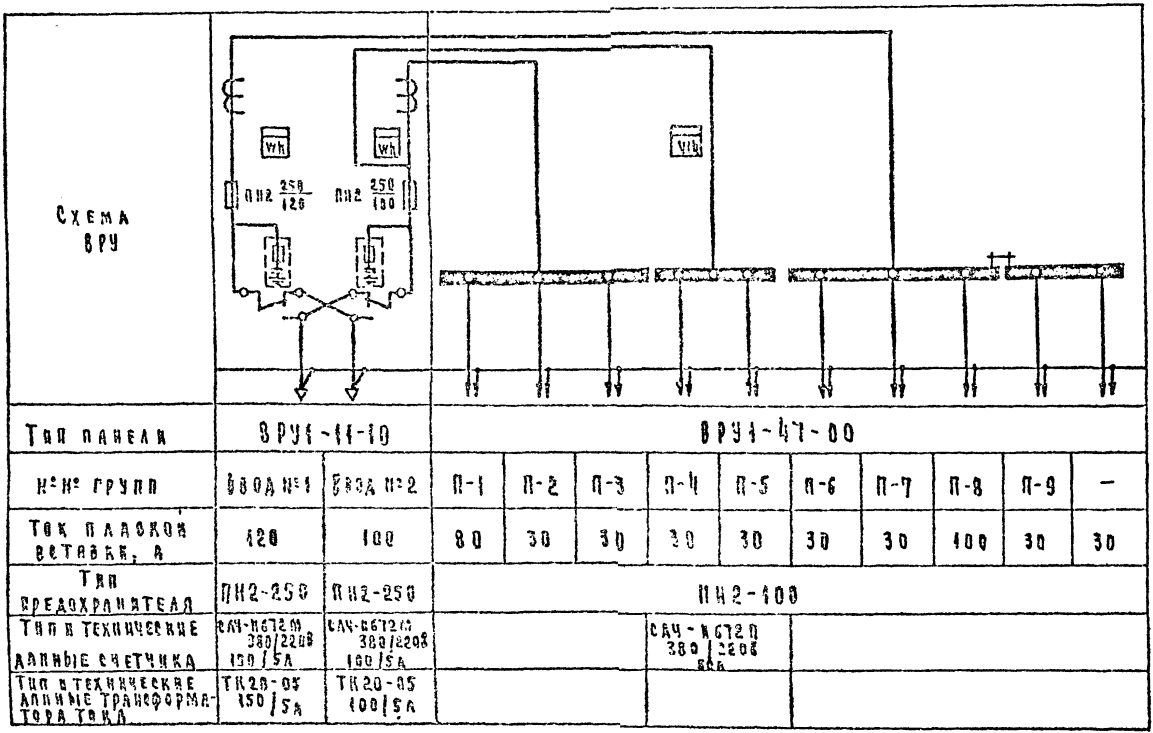 Wh
Wh
Wh
ПН2 250/120
ПН2 250/100
СХЕМА
ВРУ
ТИП ПАНЕЛИ
ВРУ1-11-10
ВРУ1-47-00
№№ ГРУПП
ВВОД №1
ВВОД №2
П-1
П-2
П-3
П-4
П-5
П-6
П-7
П-8
П-9
—
ТОК ПЛАВКОЙ
ВСТАВКИ, А
120
100
80
30
30
30
30
30
30
100
30
30
ТИП
ПРЕДОХРАНИТЕЛЯ
ПН2-250
ПН2-250
ПН2-100
ТИП И ТЕХНИЧЕСКИЕ
ДАННЫЕ СЧЕТЧИКА
САЧ-И672М
380/220В
150/5А
САЧ-И672М
380/220В
100/5А
САЧ-И672М
380/220В
ТИП И ТЕХНИЧЕСКИЕ
ДАННЫЕ ТРАНСФОРМА-
ТОРА ТОКА
ТК20-05
150/5А
ТК20-05
100/5А